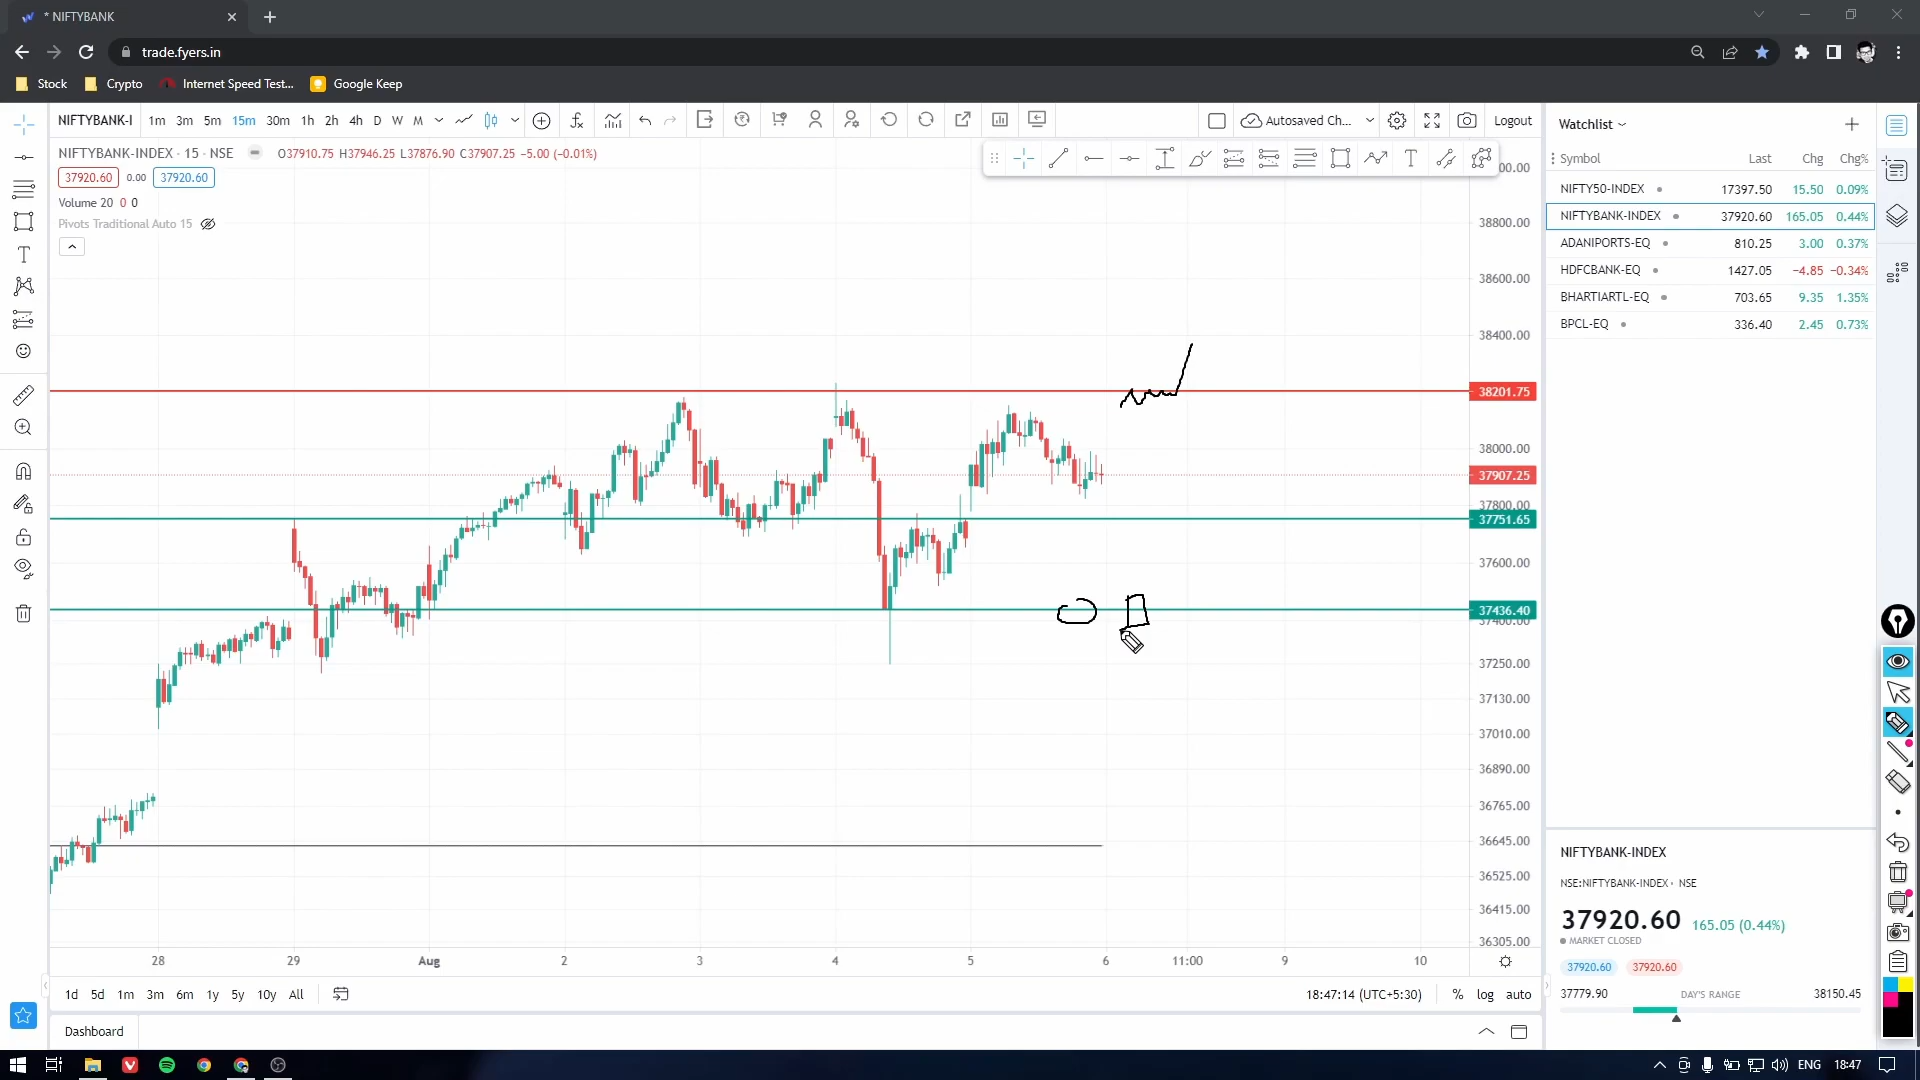 * NIFTYBANK
trade.fyers.in
Stock Crypto Internet Speed Test... Google Keep
NIFTYBANK-I 1m 3m 5m 15m 30m 1h 2h 4h D W M Autosaved Ch... Logout
NIFTYBANK-INDEX · 15 · NSE O37910.75 H37946.25 L37876.90 C37907.25 −5.00 (−0.01%)
37920.60 0.00 37920.60
Volume 20 0 0
Pivots Traditional Auto 15
00.00
38800.00
38600.00
38400.00
38201.75
38000.00
37907.25
37800.00
37751.65
37600.00
37436.40
37400.00
37250.00
37130.00
37010.00
36890.00
36765.00
36645.00
36525.00
36415.00
36305.00
28 29 Aug 2 3 4 5 6 11:00 9 10
1d 5d 1m 3m 6m 1y 5y 10y All 18:47:14 (UTC+5:30) % log auto
Dashboard
Watchlist
Symbol Last Chg Chg%
NIFTY50-INDEX 17397.50 15.50 0.09%
NIFTYBANK-INDEX 37920.60 165.05 0.44%
ADANIPORTS-EQ 810.25 3.00 0.37%
HDFCBANK-EQ 1427.05 −4.85 −0.34%
BHARTIARTL-EQ 703.65 9.35 1.35%
BPCL-EQ 336.40 2.45 0.73%
NIFTYBANK-INDEX
NSE:NIFTYBANK-INDEX · NSE
37920.60 165.05 (0.44%)
MARKET CLOSED
37920.60 37920.60
37779.90 DAY'S RANGE 38150.45
ENG 18:47